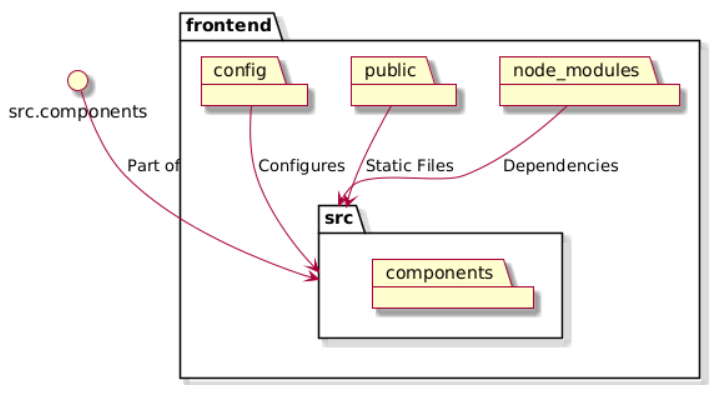 frontend
config
public
node_modules
src.components
Part of
Configures
Static Files
Dependencies
src
components